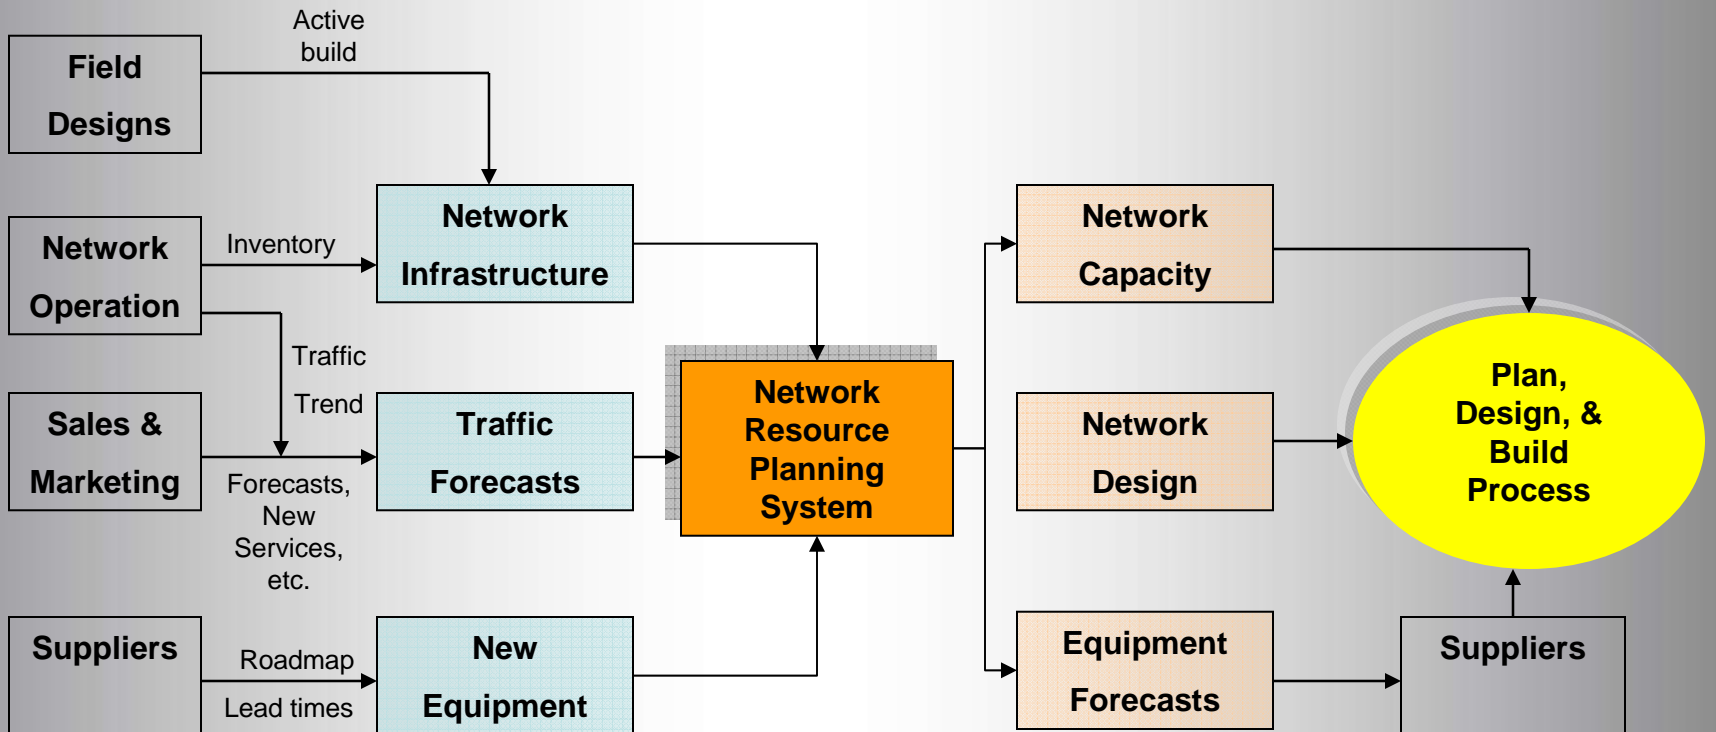 Active
build
Field
Designs
Network
Operation
Inventory
Network
Infrastructure
Traffic
Trend
Sales &
Marketing
Forecasts,
New
Services,
etc.
Traffic
Forecasts
Suppliers
Roadmap
Lead times
New
Equipment
Network
Resource
Planning
System
Network
Capacity
Network
Design
Equipment
Forecasts
Plan,
Design, &
Build
Process
Suppliers